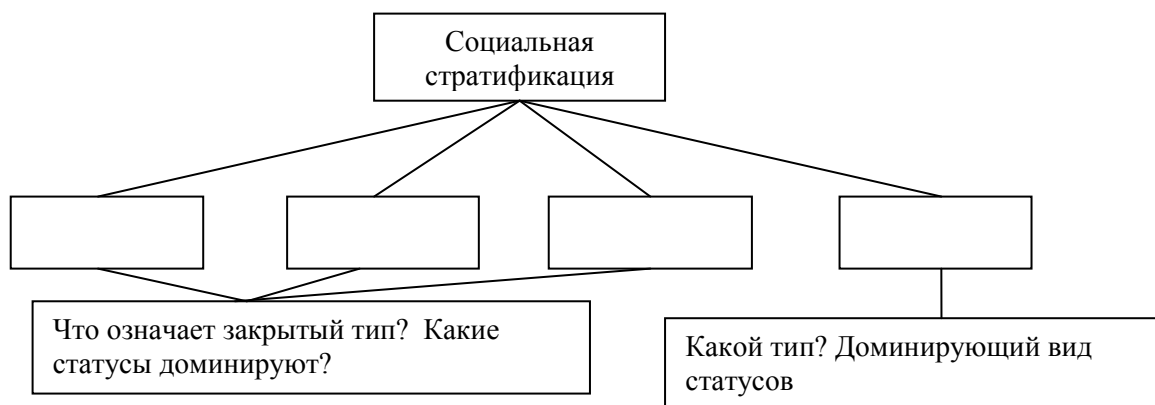 Социальная
стратификация
Что означает закрытый тип? Какие
статусы доминируют?
Какой тип? Доминирующий вид
статусов